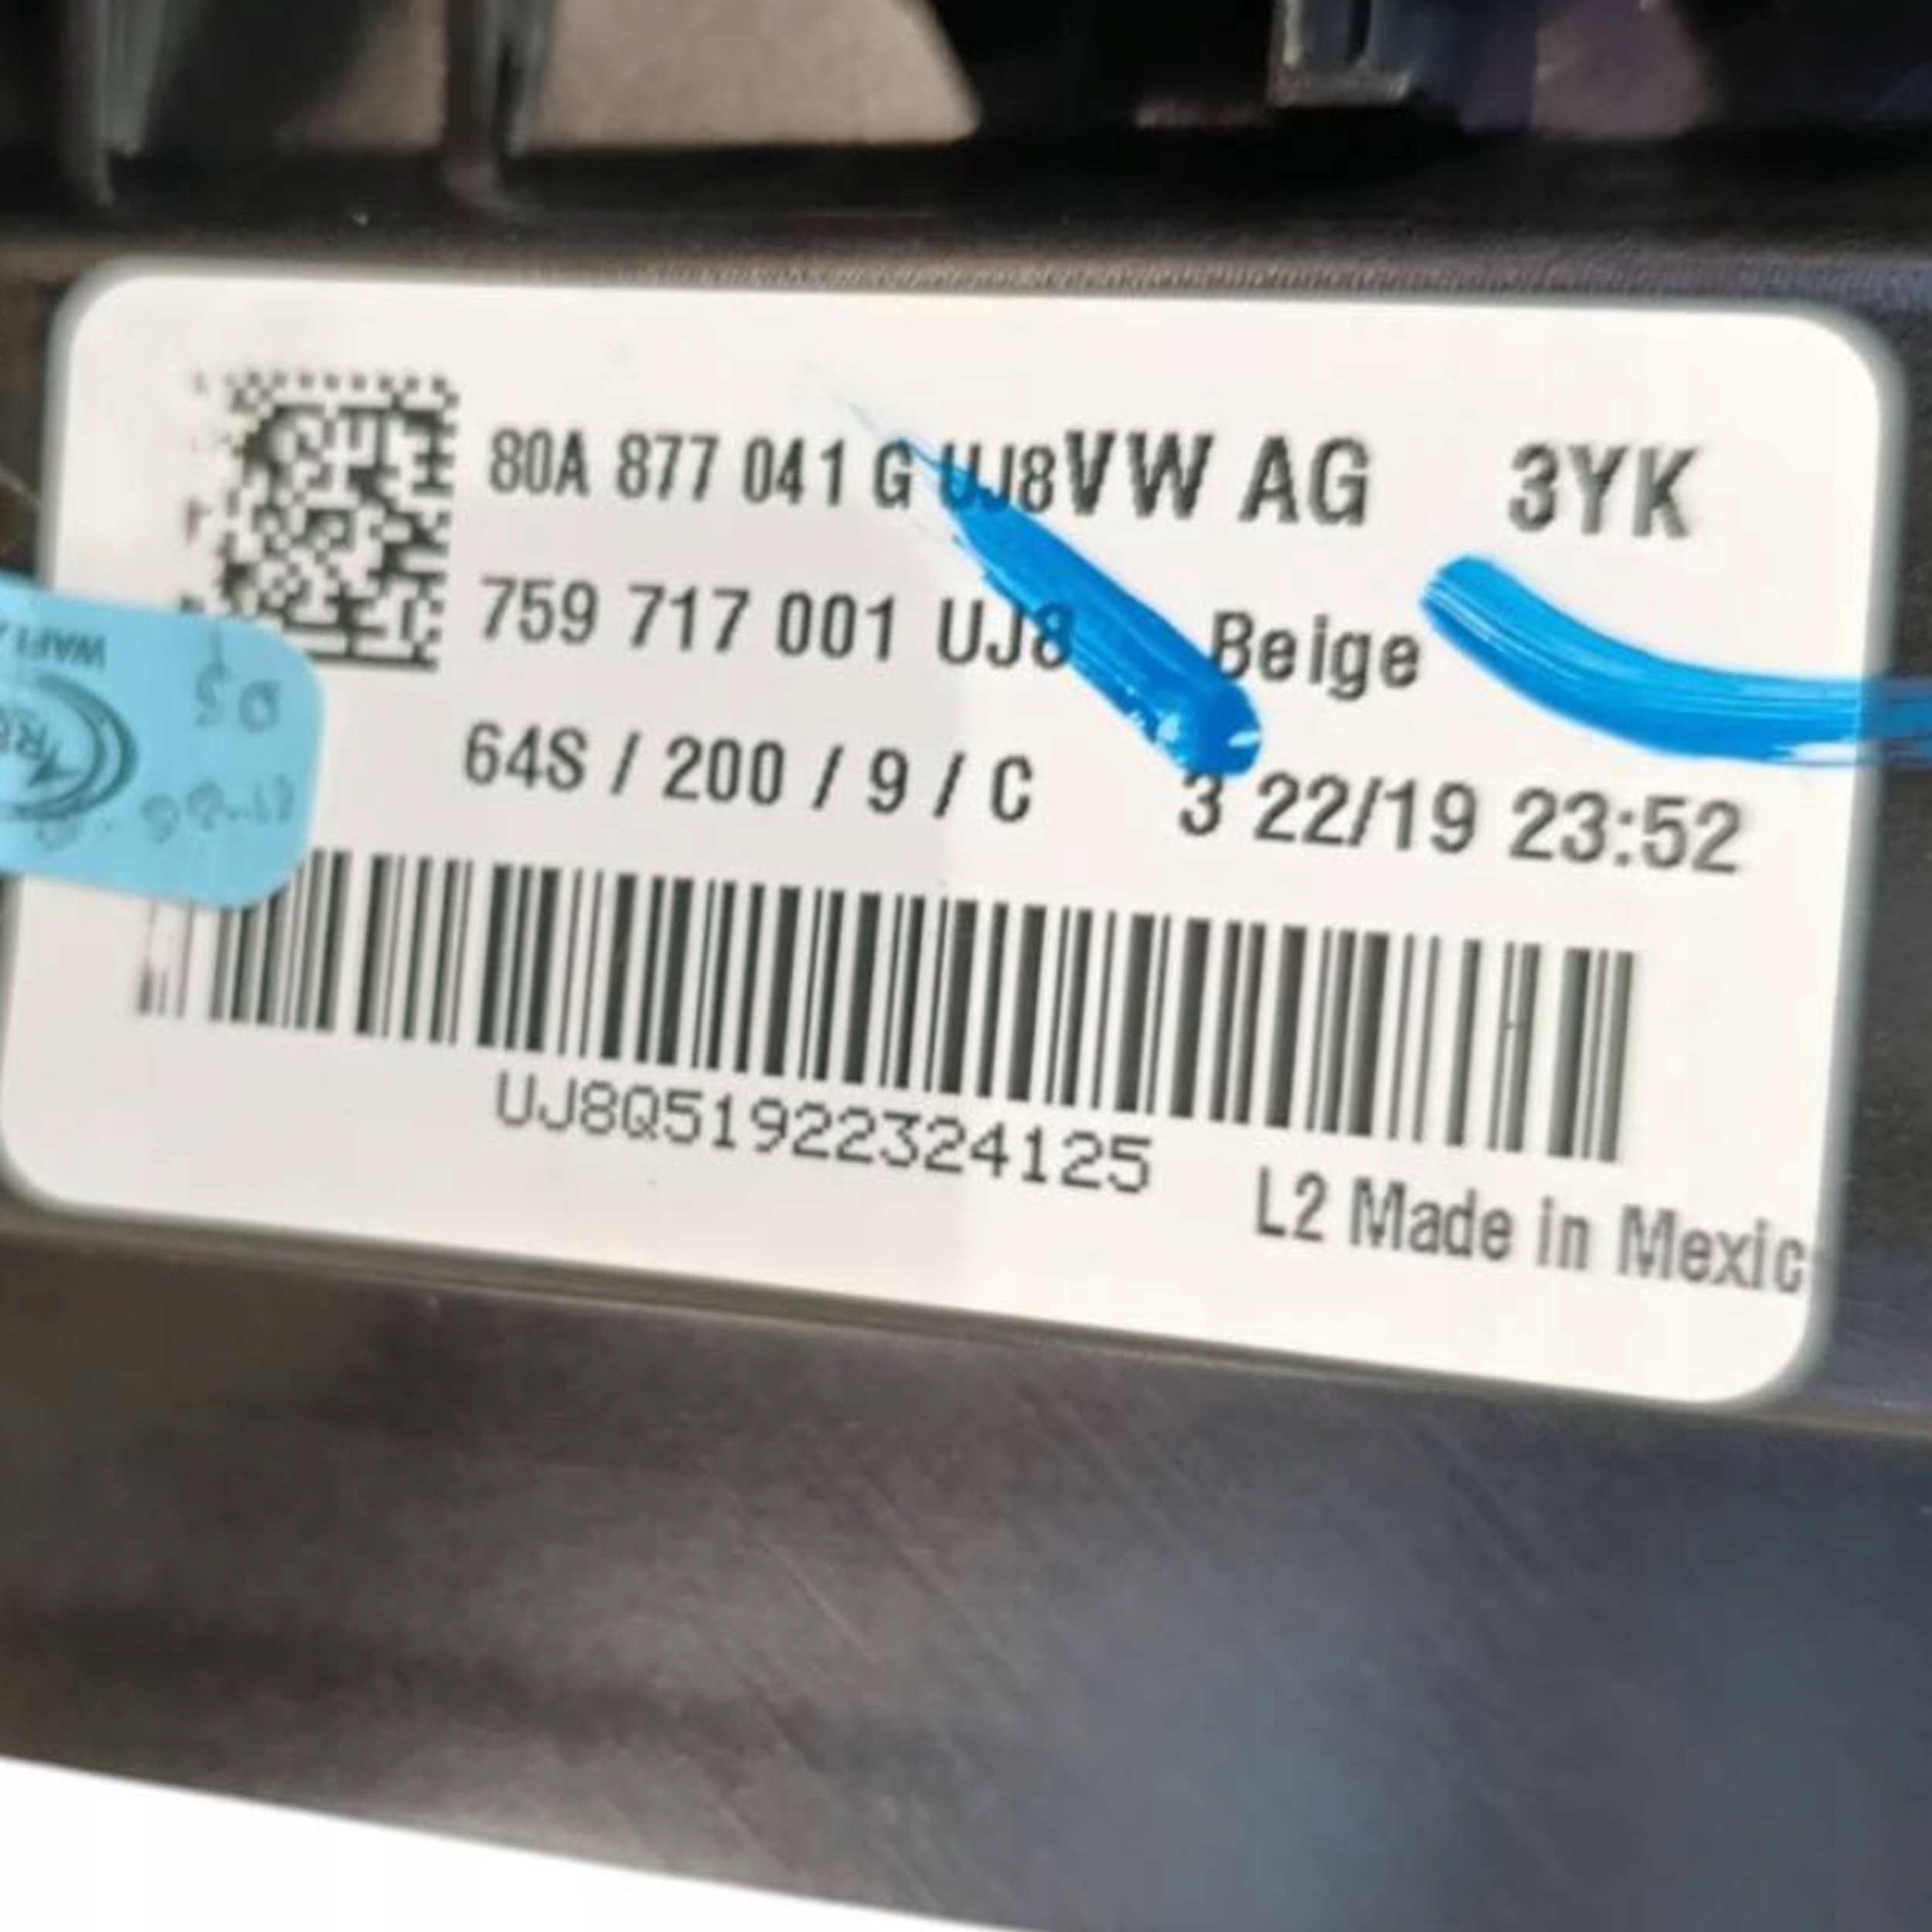 80A 877 041 G UJ8VW AG 3YK
759 717 001 UJ8 Beige
64S / 200 / 9 / C 3 22/19 23:52
UJ8Q51922324125
L2 Made in Mexic